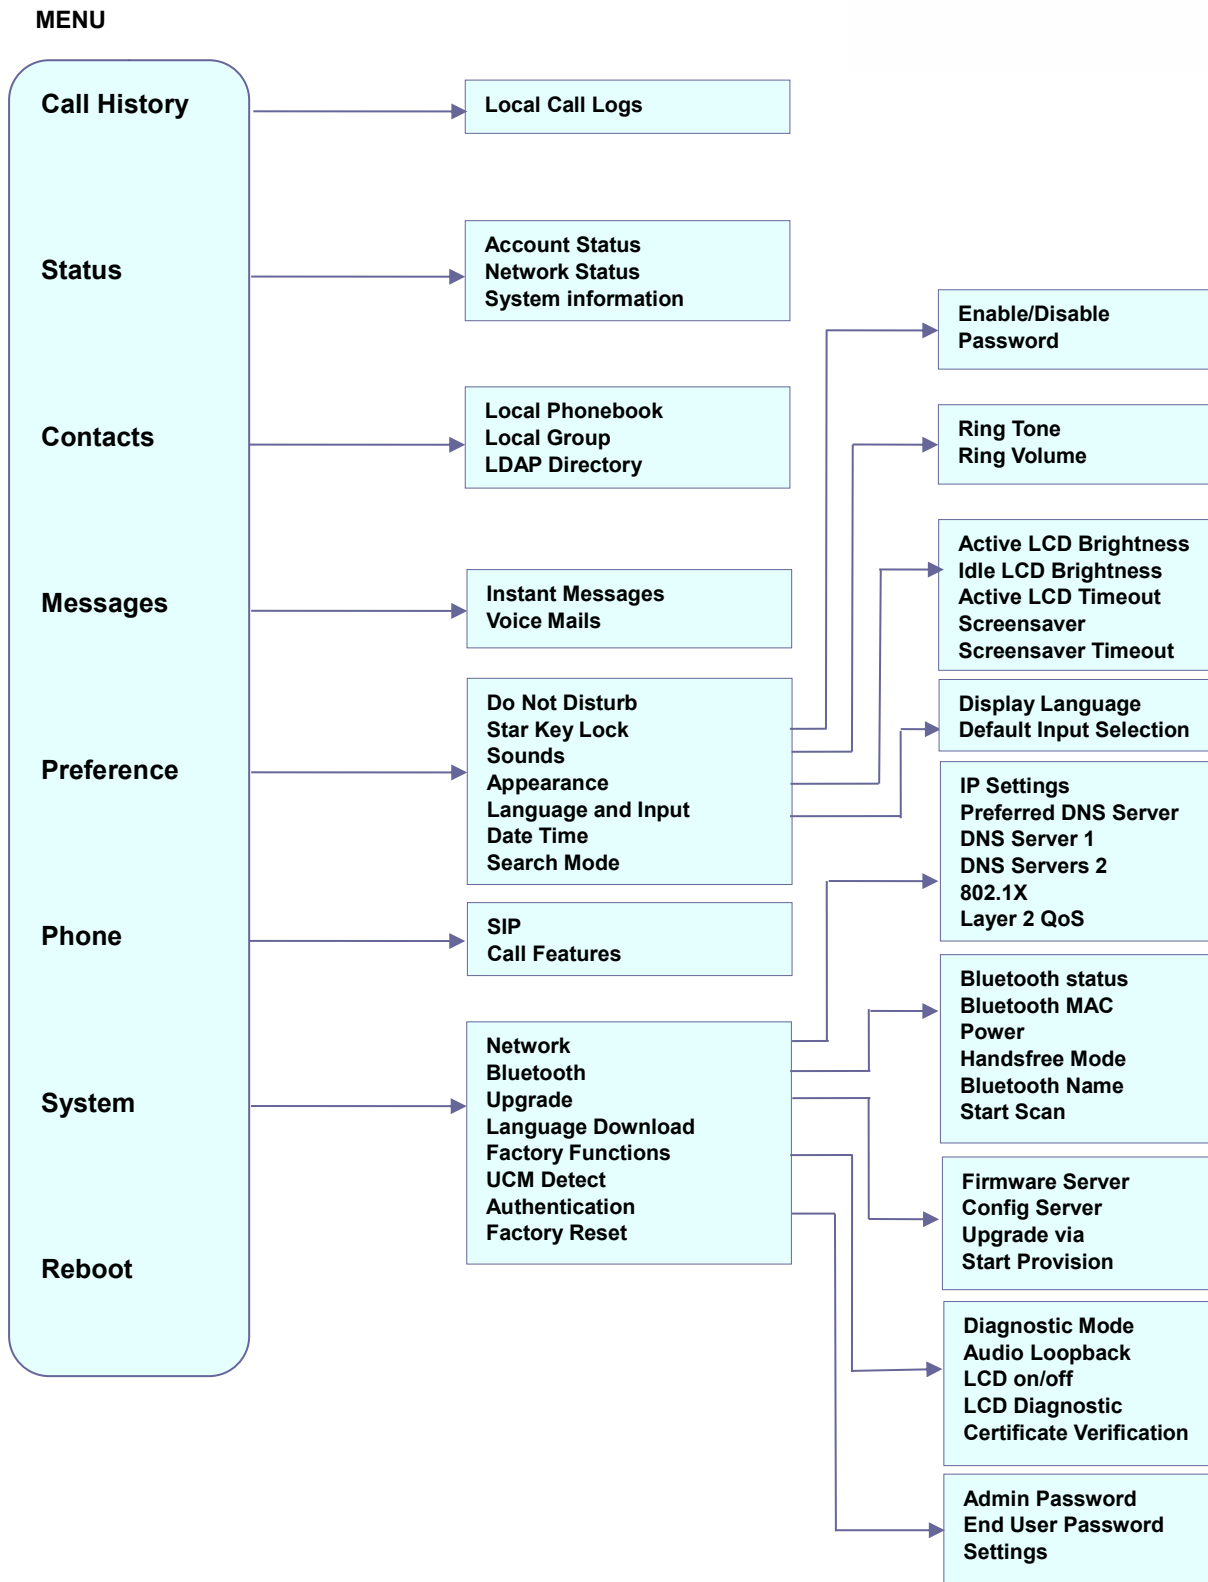 MENU
Call History
Status
Contacts
Messages
Preference
Phone
System
Reboot
Local Call Logs
Account Status
Network Status
System information
Local Phonebook
Local Group
LDAP Directory
Instant Messages
Voice Mails
Do Not Disturb
Star Key Lock
Sounds
Appearance
Language and Input
Date Time
Search Mode
SIP
Call Features
Network
Bluetooth
Upgrade
Language Download
Factory Functions
UCM Detect
Authentication
Factory Reset
Enable/Disable
Password
Ring Tone
Ring Volume
Active LCD Brightness
Idle LCD Brightness
Active LCD Timeout
Screensaver
Screensaver Timeout
Display Language
Default Input Selection
IP Settings
Preferred DNS Server
DNS Server 1
DNS Servers 2
802.1X
Layer 2 QoS
Bluetooth status
Bluetooth MAC
Power
Handsfree Mode
Bluetooth Name
Start Scan
Firmware Server
Config Server
Upgrade via
Start Provision
Diagnostic Mode
Audio Loopback
LCD on/off
LCD Diagnostic
Certificate Verification
Admin Password
End User Password
Settings